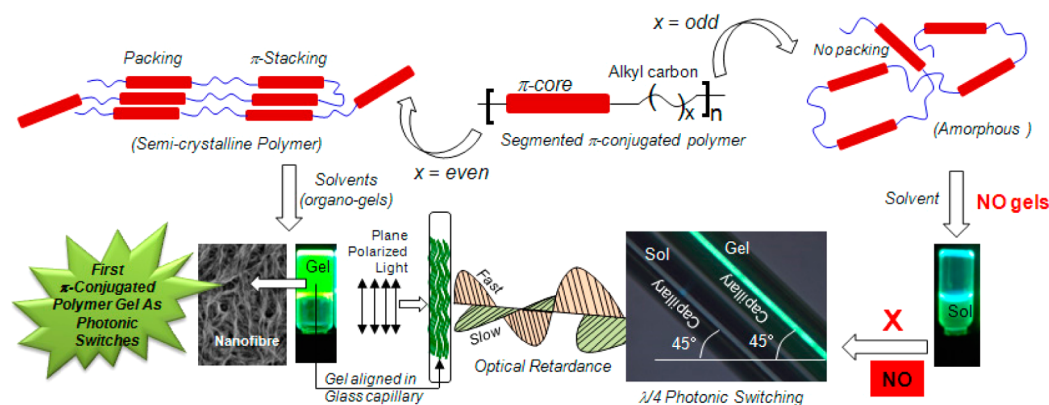 x = odd
Packing
π-Stacking
No packing
π-core
Alkyl carbon
[
(
)
x
]
n
Segmented π-conjugated polymer
(Semi-crystalline Polymer)
(Amorphous )
x = even
Solvents
(organo-gels)
Solvent
NO gels
First
π-Conjugated
Polymer Gel As
Photonic
Switches
Nanofibre
Gel
Plane
Polarized
Light
Fast
Slow
Optical Retardance
Gel aligned in
Glass capillary
Sol
Gel
Capillary
Capillary
45°
45°
λ/4 Photonic Switching
X
NO
Sol